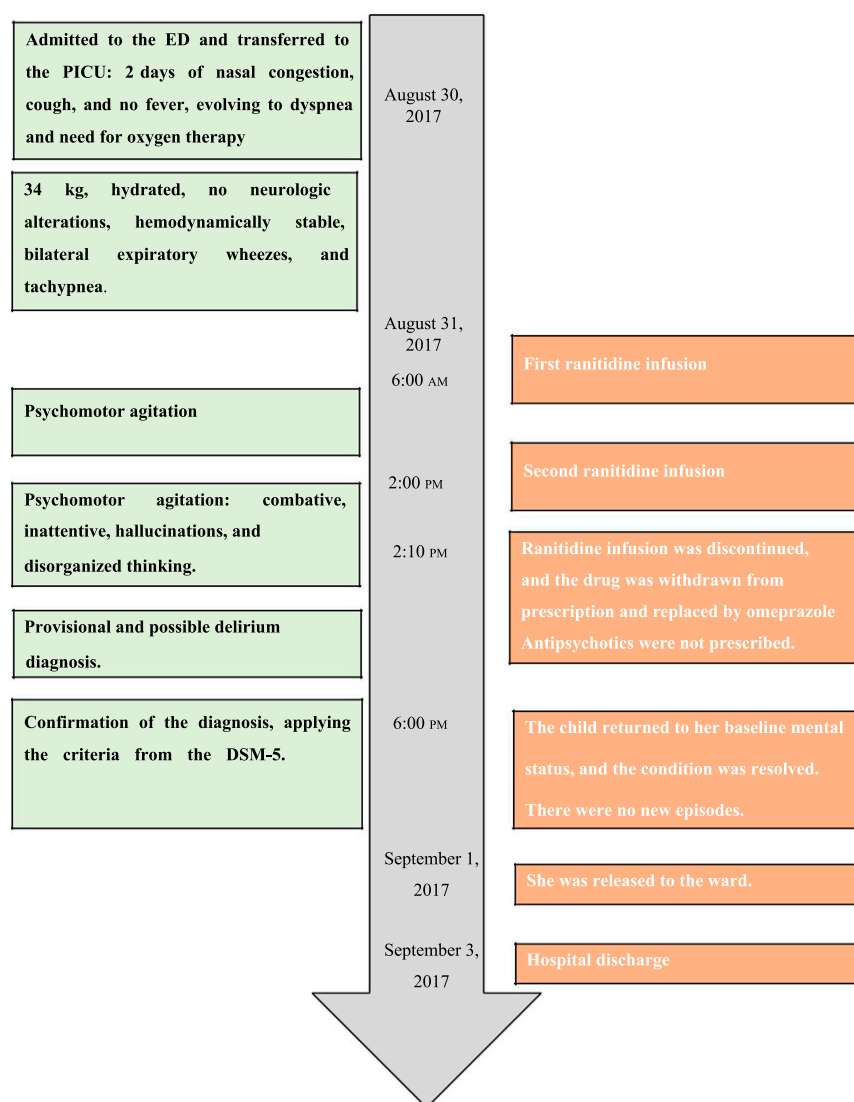 Admitted to the ED and transferred to
the PICU: 2 days of nasal congestion,
cough, and no fever, evolving to dyspnea
and need for oxygen therapy
August 30,
2017
34 kg, hydrated, no neurologic
alterations, hemodynamically stable,
bilateral expiratory wheezes, and
tachypnea.
August 31,
2017
6:00 AM
First ranitidine infusion
Psychomotor agitation
2:00 PM
Second ranitidine infusion
Psychomotor agitation: combative,
inattentive, hallucinations, and
disorganized thinking.
2:10 PM
Ranitidine infusion was discontinued,
and the drug was withdrawn from
prescription and replaced by omeprazole
Antipsychotics were not prescribed.
Provisional and possible delirium
diagnosis.
Confirmation of the diagnosis, applying
the criteria from the DSM-5.
6:00 PM
The child returned to her baseline mental
status, and the condition was resolved.
There were no new episodes.
September 1,
2017
She was released to the ward.
September 3,
2017
Hospital discharge